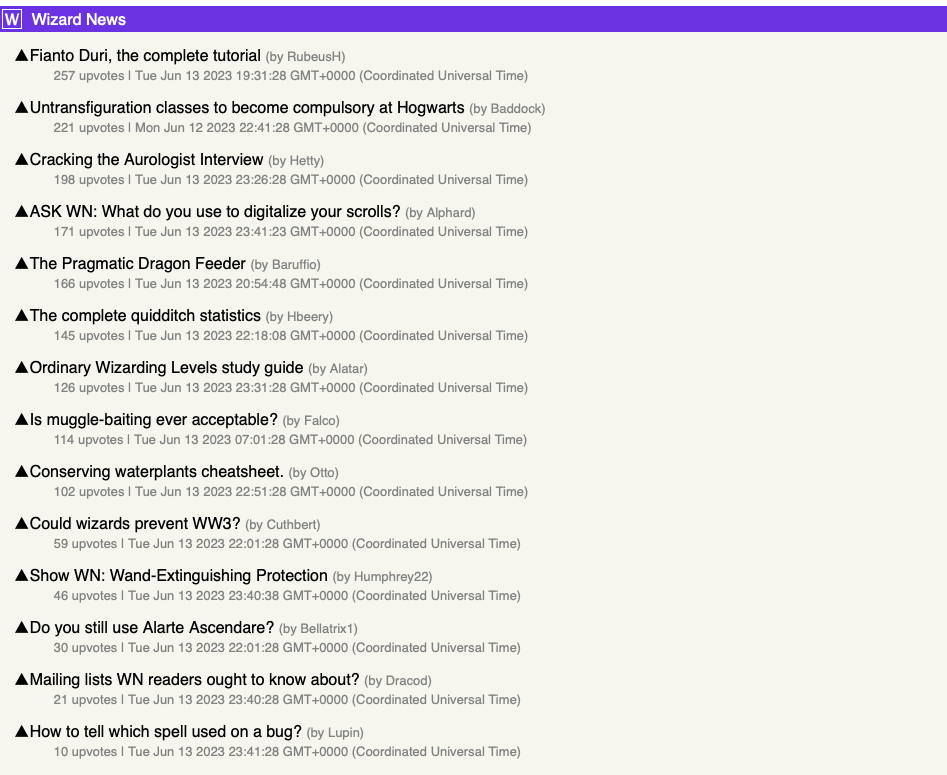 W Wizard News
▲Fianto Duri, the complete tutorial (by RubeusH)
257 upvotes | Tue Jun 13 2023 19:31:28 GMT+0000 (Coordinated Universal Time)
▲Untransfiguration classes to become compulsory at Hogwarts (by Baddock)
221 upvotes | Mon Jun 12 2023 22:41:28 GMT+0000 (Coordinated Universal Time)
▲Cracking the Aurologist Interview (by Hetty)
198 upvotes | Tue Jun 13 2023 23:26:28 GMT+0000 (Coordinated Universal Time)
▲ASK WN: What do you use to digitalize your scrolls? (by Alphard)
171 upvotes | Tue Jun 13 2023 23:41:23 GMT+0000 (Coordinated Universal Time)
▲The Pragmatic Dragon Feeder (by Baruffio)
166 upvotes | Tue Jun 13 2023 20:54:48 GMT+0000 (Coordinated Universal Time)
▲The complete quidditch statistics (by Hbeery)
145 upvotes | Tue Jun 13 2023 22:18:08 GMT+0000 (Coordinated Universal Time)
▲Ordinary Wizarding Levels study guide (by Alatar)
126 upvotes | Tue Jun 13 2023 23:31:28 GMT+0000 (Coordinated Universal Time)
▲Is muggle-baiting ever acceptable? (by Falco)
114 upvotes | Tue Jun 13 2023 07:01:28 GMT+0000 (Coordinated Universal Time)
▲Conserving waterplants cheatsheet. (by Otto)
102 upvotes | Tue Jun 13 2023 22:51:28 GMT+0000 (Coordinated Universal Time)
▲Could wizards prevent WW3? (by Cuthbert)
59 upvotes | Tue Jun 13 2023 22:01:28 GMT+0000 (Coordinated Universal Time)
▲Show WN: Wand-Extinguishing Protection (by Humphrey22)
46 upvotes | Tue Jun 13 2023 23:40:38 GMT+0000 (Coordinated Universal Time)
▲Do you still use Alarte Ascendare? (by Bellatrix1)
30 upvotes | Tue Jun 13 2023 22:01:28 GMT+0000 (Coordinated Universal Time)
▲Mailing lists WN readers ought to know about? (by Dracod)
21 upvotes | Tue Jun 13 2023 23:40:28 GMT+0000 (Coordinated Universal Time)
▲How to tell which spell used on a bug? (by Lupin)
10 upvotes | Tue Jun 13 2023 23:41:28 GMT+0000 (Coordinated Universal Time)